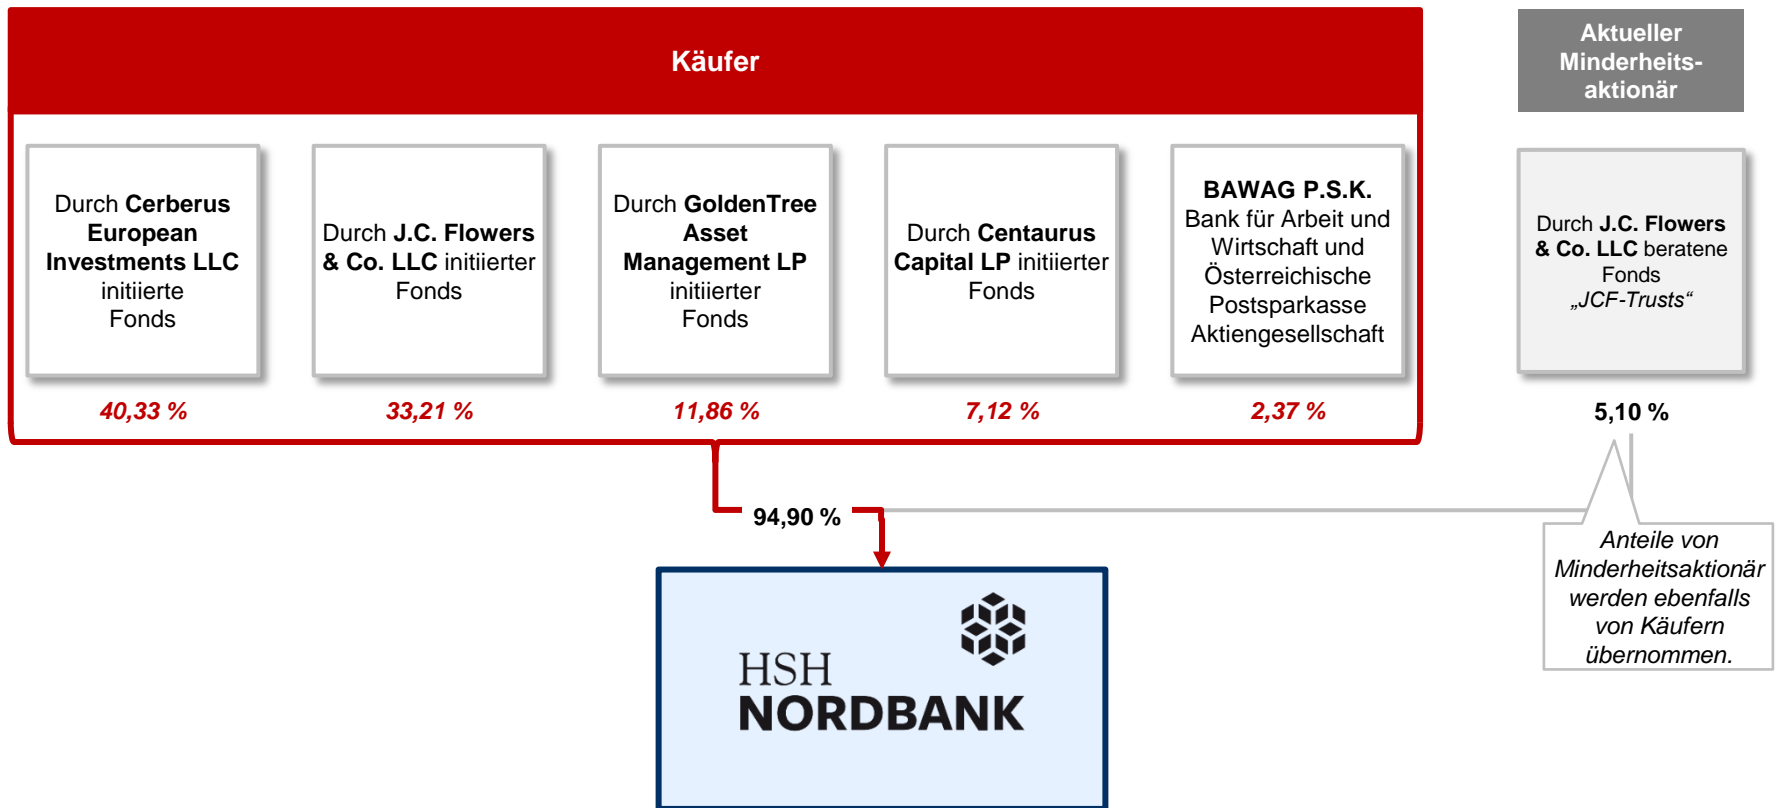 Käufer
Aktueller
Minderheits-
aktionär
Durch Cerberus
European
Investments LLC
initiierte
Fonds
Durch J.C. Flowers
& Co. LLC initiierter
Fonds
Durch GoldenTree
Asset
Management LP
initiierter
Fonds
Durch Centaurus
Capital LP initiierter
Fonds
BAWAG P.S.K.
Bank für Arbeit und
Wirtschaft und
Österreichische
Postsparkasse
Aktiengesellschaft
Durch J.C. Flowers
& Co. LLC beratene
Fonds
„JCF-Trusts“
40,33 %
33,21 %
11,86 %
7,12 %
2,37 %
5,10 %
94,90 %
Anteile von
Minderheitsaktionär
werden ebenfalls
von Käufern
übernommen.
HSH
NORDBANK